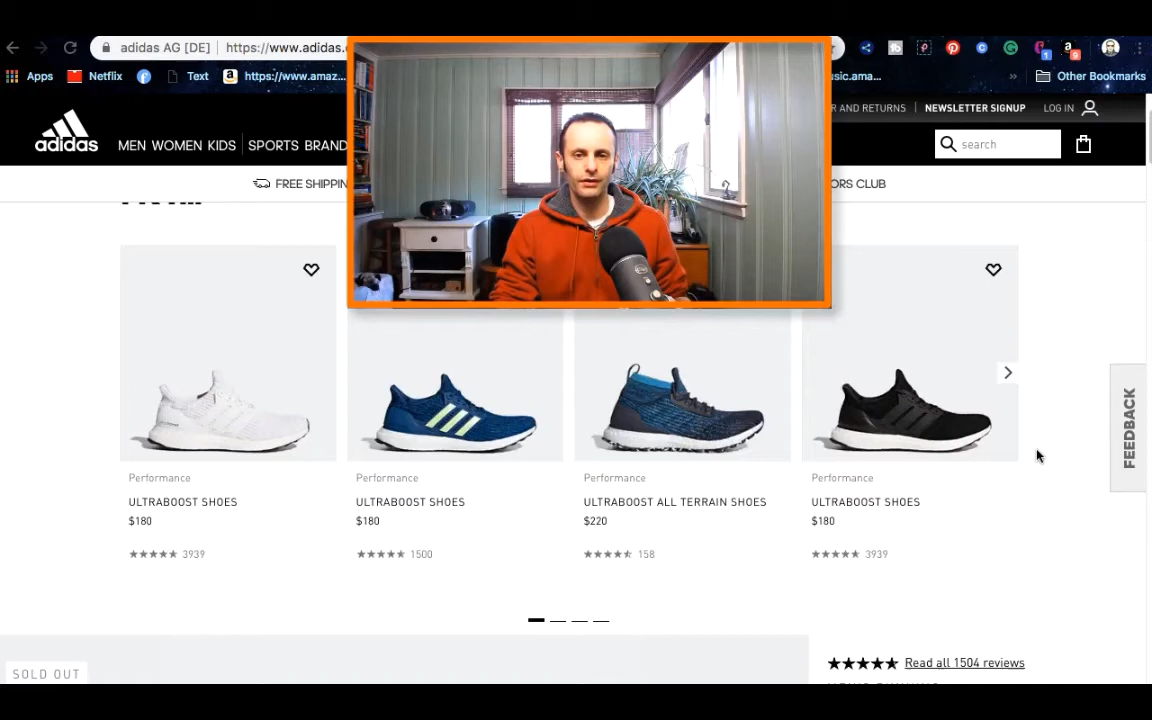 adidas AG [DE] https://www.adidas.
Apps Netflix Text https://www.amaz... usic.ama... » Other Bookmarks
R AND RETURNS NEWSLETTER SIGNUP LOG IN
adidas MEN WOMEN KIDS SPORTS BRAND search
FREE SHIPPIN ORS CLUB
Performance Performance Performance Performance
ULTRABOOST SHOES ULTRABOOST SHOES ULTRABOOST ALL TERRAIN SHOES ULTRABOOST SHOES
$180 $180 $220 $180
3939 1500 158 3939
FEEDBACK
SOLD OUT Read all 1504 reviews